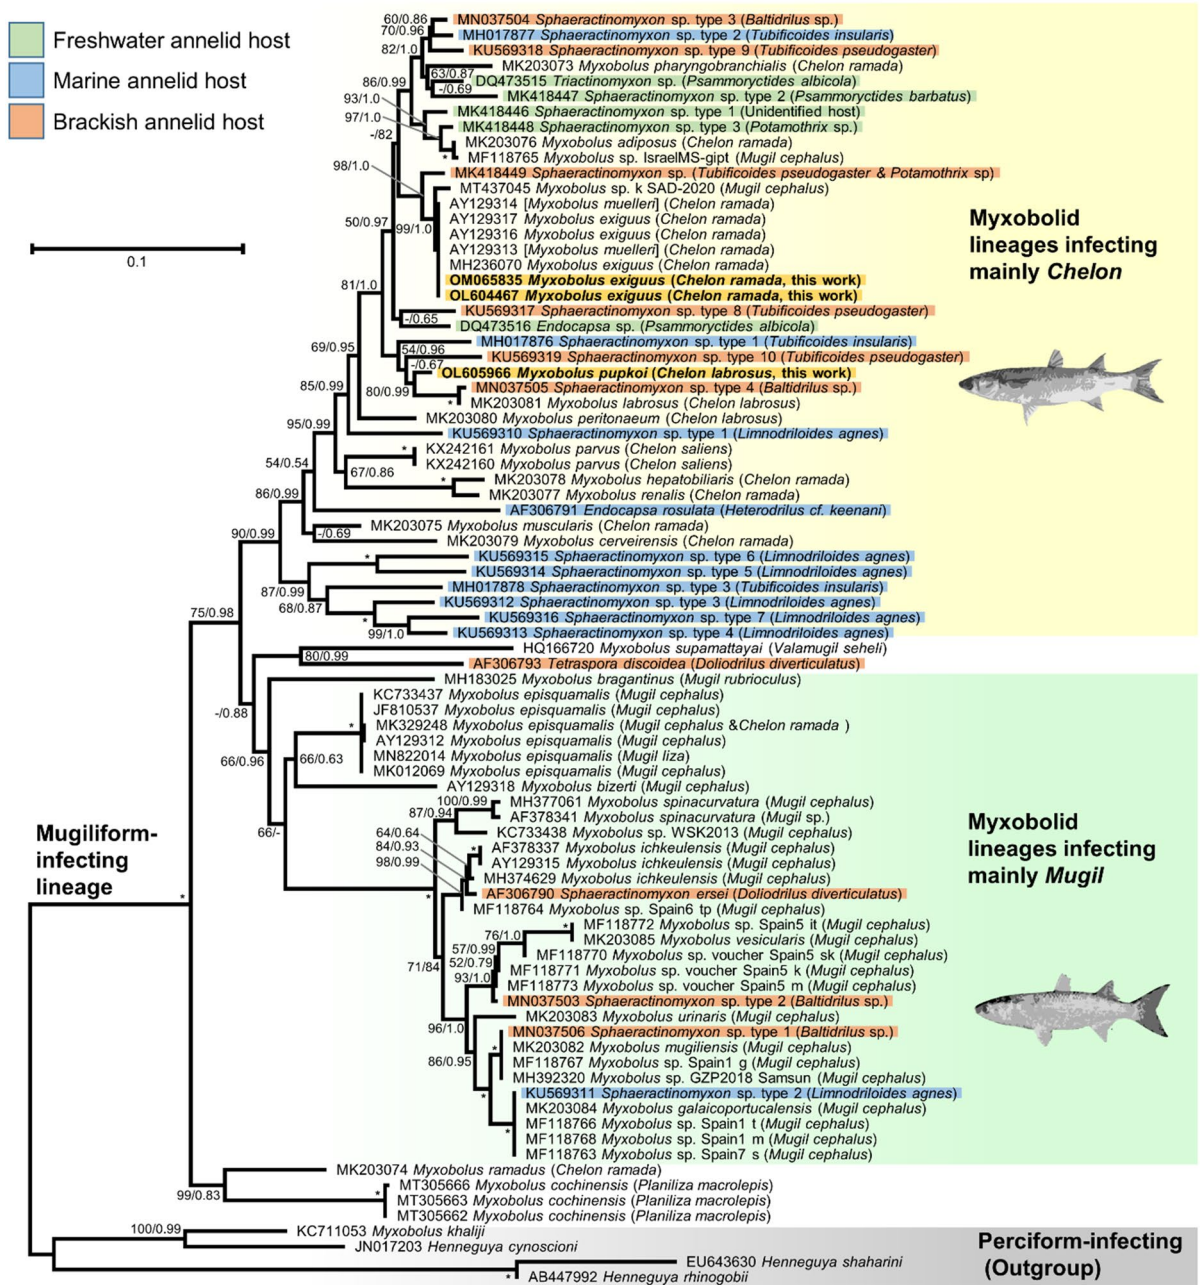 Freshwater annelid host
Marine annelid host
Brackish annelid host
0.1
60/0.86
MN037504 Sphaeractinomyxon sp. type 3 (Baltidrilus sp.)
70/0.96
MH017877 Sphaeractinomyxon sp. type 2 (Tubificoides insularis)
82/1.0
KU569318 Sphaeractinomyxon sp. type 9 (Tubificoides pseudogaster)
MK203073 Myxobolus pharyngobranchialis (Chelon ramada)
86/0.99
63/0.87
DQ473515 Triactinomyxon sp. (Psammoryctides albicola)
-/0.69
MK418447 Sphaeractinomyxon sp. type 2 (Psammoryctides barbatus)
93/1.0
MK418446 Sphaeractinomyxon sp. type 1 (Unidentified host)
97/1.0
MK418448 Sphaeractinomyxon sp. type 3 (Potamothrix sp.)
-/82
MK203076 Myxobolus adiposus (Chelon ramada)
* MF118765 Myxobolus sp. IsraelMS-gipt (Mugil cephalus)
98/1.0
MK418449 Sphaeractinomyxon sp. (Tubificoides pseudogaster & Potamothrix sp)
MT437045 Myxobolus sp. k SAD-2020 (Mugil cephalus)
AY129314 [Myxobolus muelleri] (Chelon ramada)
50/0.97
AY129317 Myxobolus exiguus (Chelon ramada)
99/1.0
AY129316 Myxobolus exiguus (Chelon ramada)
AY129313 [Myxobolus muelleri] (Chelon ramada)
MH236070 Myxobolus exiguus (Chelon ramada)
81/1.0
OM065835 Myxobolus exiguus (Chelon ramada, this work)
OL604467 Myxobolus exiguus (Chelon ramada, this work)
KU569317 Sphaeractinomyxon sp. type 8 (Tubificoides pseudogaster)
-/0.65
DQ473516 Endocapsa sp. (Psammoryctides albicola)
MH017876 Sphaeractinomyxon sp. type 1 (Tubificoides insularis)
69/0.95
54/0.96
KU569319 Sphaeractinomyxon sp. type 10 (Tubificoides pseudogaster)
-/0.67
OL605966 Myxobolus pupkoi (Chelon labrosus, this work)
85/0.99
80/0.99
MN037505 Sphaeractinomyxon sp. type 4 (Baltidrilus sp.)
* MK203081 Myxobolus labrosus (Chelon labrosus)
MK203080 Myxobolus peritonaeum (Chelon labrosus)
95/0.99
KU569310 Sphaeractinomyxon sp. type 1 (Limnodriloides agnes)
* KX242161 Myxobolus parvus (Chelon saliens)
54/0.54
KX242160 Myxobolus parvus (Chelon saliens)
67/0.86
* MK203078 Myxobolus hepatobiliaris (Chelon ramada)
86/0.99
MK203077 Myxobolus renalis (Chelon ramada)
AF306791 Endocapsa rosulata (Heterodrilus cf. keenani)
MK203075 Myxobolus muscularis (Chelon ramada)
90/0.99
-/0.69
MK203079 Myxobolus cerveirensis (Chelon ramada)
* KU569315 Sphaeractinomyxon sp. type 6 (Limnodriloides agnes)
KU569314 Sphaeractinomyxon sp. type 5 (Limnodriloides agnes)
87/0.99
MH017878 Sphaeractinomyxon sp. type 3 (Tubificoides insularis)
68/0.87
KU569312 Sphaeractinomyxon sp. type 3 (Limnodriloides agnes)
75/0.98
* KU569316 Sphaeractinomyxon sp. type 7 (Limnodriloides agnes)
99/1.0
KU569313 Sphaeractinomyxon sp. type 4 (Limnodriloides agnes)
HQ166720 Myxobolus supamattayai (Valamugil seheli)
80/0.99
AF306793 Tetraspora discoidea (Doliodrilus diverticulatus)
MH183025 Myxobolus bragantinus (Mugil rubrioculus)
KC733437 Myxobolus episquamalis (Mugil cephalus)
-/0.88
JF810537 Myxobolus episquamalis (Mugil cephalus)
* MK329248 Myxobolus episquamalis (Mugil cephalus &Chelon ramada )
AY129312 Myxobolus episquamalis (Mugil cephalus)
66/0.96
66/0.63
MN822014 Myxobolus episquamalis (Mugil liza)
MK012069 Myxobolus episquamalis (Mugil cephalus)
AY129318 Myxobolus bizerti (Mugil cephalus)
100/0.99
MH377061 Myxobolus spinacurvatura (Mugil cephalus)
87/0.94
AF378341 Myxobolus spinacurvatura (Mugil sp.)
66/-
64/0.64
KC733438 Myxobolus sp. WSK2013 (Mugil cephalus)
84/0.93
* AF378337 Myxobolus ichkeulensis (Mugil cephalus)
98/0.99
AY129315 Myxobolus ichkeulensis (Mugil cephalus)
MH374629 Myxobolus ichkeulensis (Mugil cephalus)
*
AF306790 Sphaeractinomyxon ersei (Doliodrilus diverticulatus)
MF118764 Myxobolus sp. Spain6 tp (Mugil cephalus)
* MF118772 Myxobolus sp. Spain5 it (Mugil cephalus)
76/1.0
MK203085 Myxobolus vesicularis (Mugil cephalus)
57/0.99
MF118770 Myxobolus sp. voucher Spain5 sk (Mugil cephalus)
52/0.79
71/84
MF118771 Myxobolus sp. voucher Spain5 k (Mugil cephalus)
93/1.0
MF118773 Myxobolus sp. voucher Spain5 m (Mugil cephalus)
MN037503 Sphaeractinomyxon sp. type 2 (Baltidrilus sp.)
MK203083 Myxobolus urinaris (Mugil cephalus)
96/1.0
MN037506 Sphaeractinomyxon sp. type 1 (Baltidrilus sp.)
* MK203082 Myxobolus mugiliensis (Mugil cephalus)
86/0.95
MF118767 Myxobolus sp. Spain1 g (Mugil cephalus)
MH392320 Myxobolus sp. GZP2018 Samsun (Mugil cephalus)
* KU569311 Sphaeractinomyxon sp. type 2 (Limnodriloides agnes)
MK203084 Myxobolus galaicoportucalensis (Mugil cephalus)
MF118766 Myxobolus sp. Spain1 t (Mugil cephalus)
* MF118768 Myxobolus sp. Spain1 m (Mugil cephalus)
MF118763 Myxobolus sp. Spain7 s (Mugil cephalus)
MK203074 Myxobolus ramadus (Chelon ramada)
99/0.83
MT305666 Myxobolus cochinensis (Planiliza macrolepis)
* MT305663 Myxobolus cochinensis (Planiliza macrolepis)
MT305662 Myxobolus cochinensis (Planiliza macrolepis)
100/0.99
KC711053 Myxobolus khaliji
JN017203 Henneguya cynoscioni
EU643630 Henneguya shaharini
* AB447992 Henneguya rhinogobii
Mugiliform-
infecting
lineage
*
Myxobolid
lineages infecting
mainly Chelon
Myxobolid
lineages infecting
mainly Mugil
Perciform-infecting
(Outgroup)